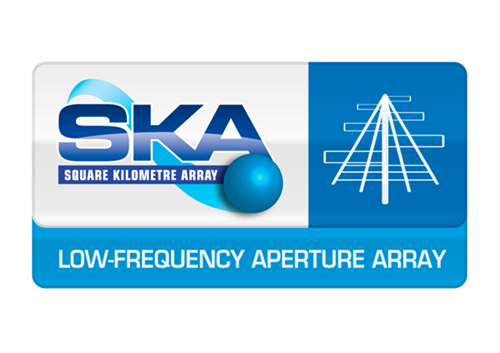 SKA
SQUARE KILOMETRE ARRAY
LOW-FREQUENCY APERTURE ARRAY